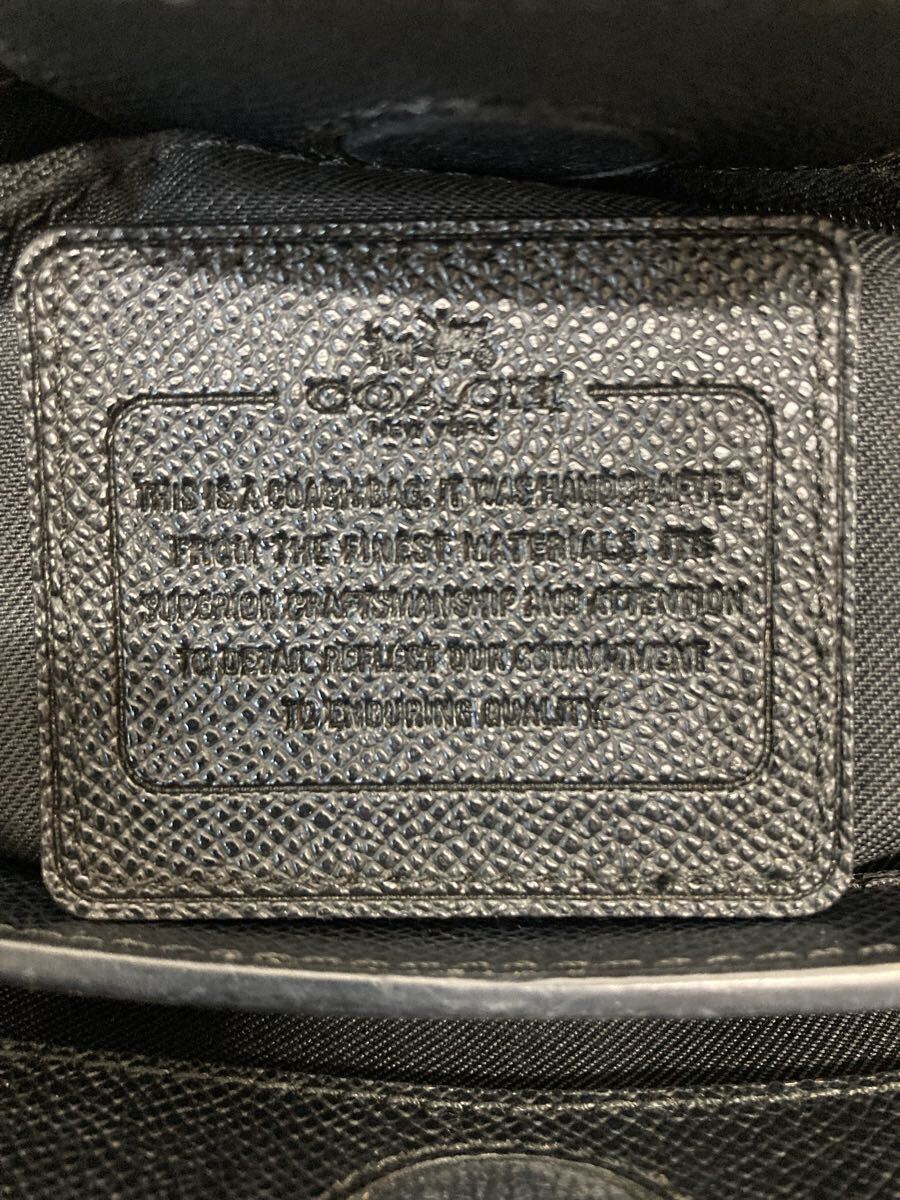 COACH
NEW YORK
THIS IS A COACH BAG. IT WAS HANDCRAFTED
FROM THE FINEST MATERIALS. ITS
SUPERIOR CRAFTSMANSHIP AND ATTENTION
TO DETAIL REFLECT OUR COMMITMENT
TO ENDURING QUALITY.